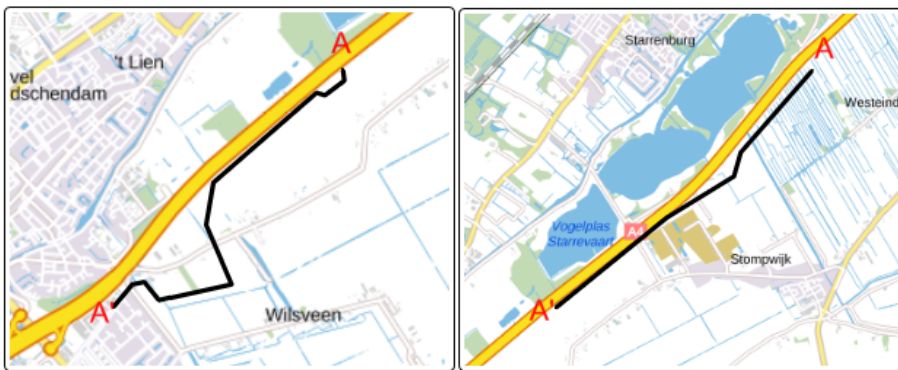 A
't Lien
vel
dschendam
A'
Wilsveen
A
Starrenburg
Westeind
Vogelplas
Starrevaart
A4
Stompwijk
A'